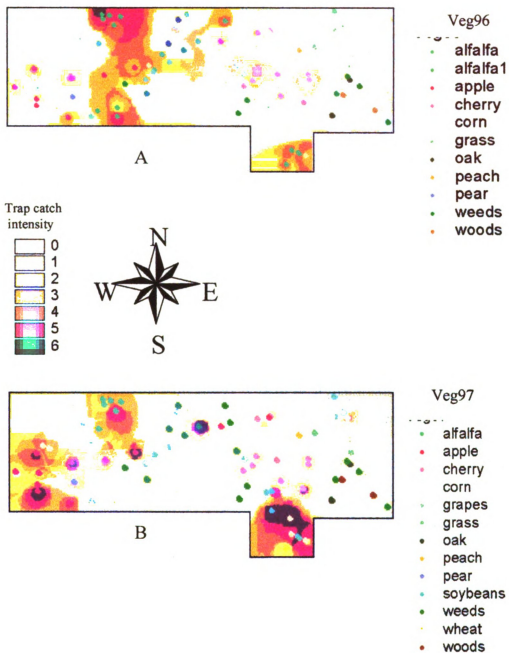 Veg96
alfalfa
alfalfa1
apple
cherry
corn
grass
oak
peach
pear
weeds
woods
A
Trap catch
intensity
0
1
2
3
4
5
6
N
W E
S
Veg97
alfalfa
apple
cherry
corn
grapes
grass
oak
peach
pear
soybeans
weeds
wheat
woods
B